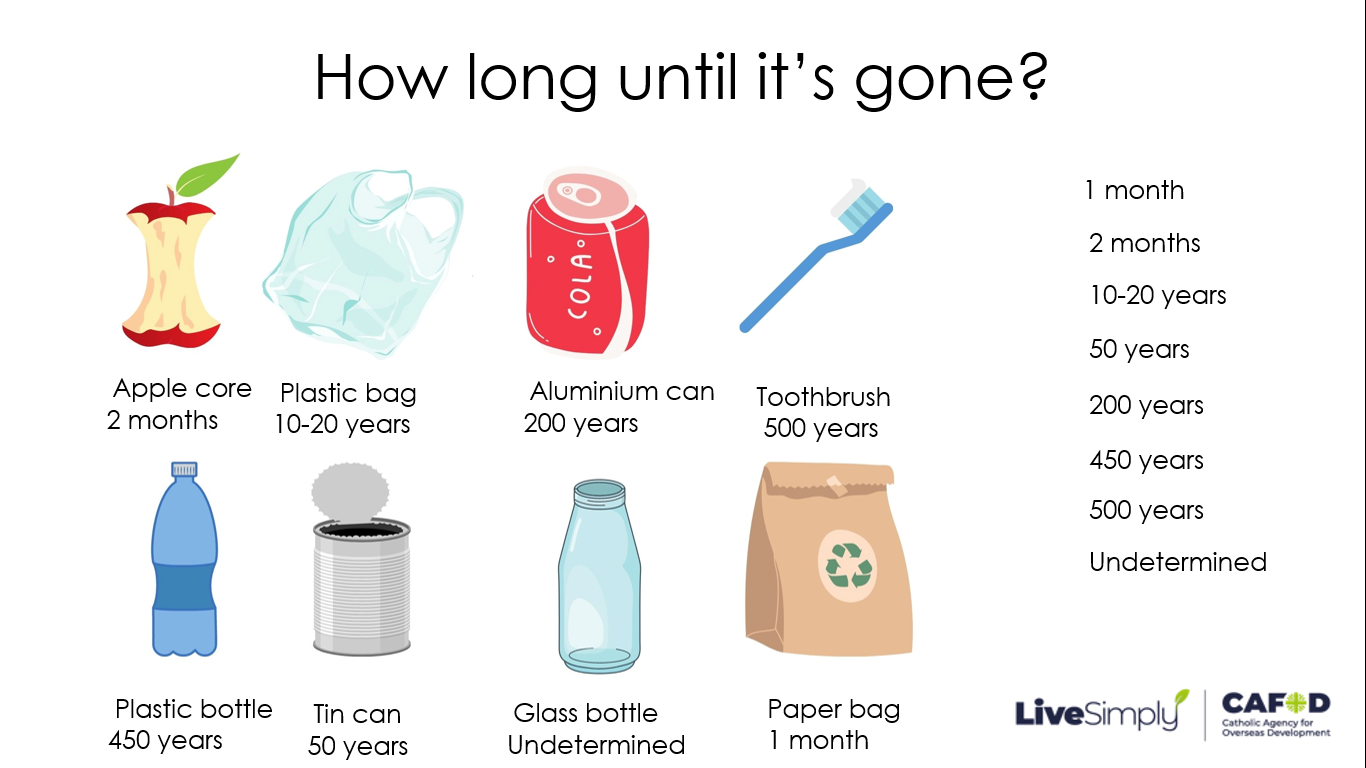 How long until it's gone?
COLA
Apple core
2 months
Plastic bag
10-20 years
Aluminium can
200 years
Toothbrush
500 years
Plastic bottle
450 years
Tin can
50 years
Glass bottle
Undetermined
Paper bag
1 month
1 month
2 months
10-20 years
50 years
200 years
450 years
500 years
Undetermined
LiveSimply
CAFOD
Catholic Agency for
Overseas Development